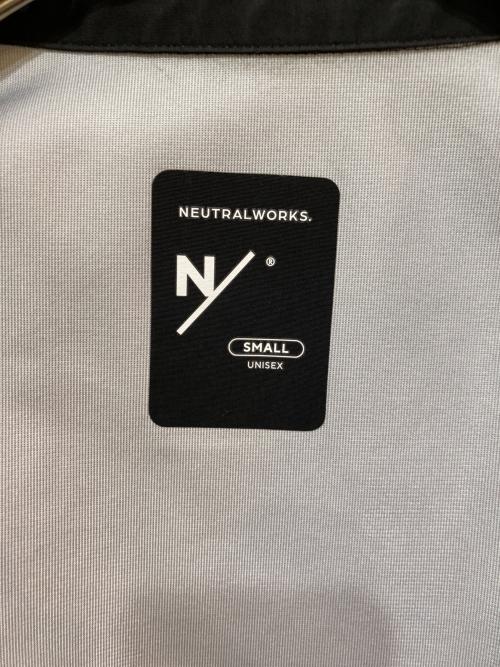 NEUTRALWORKS.
N/ ®
SMALL
UNISEX